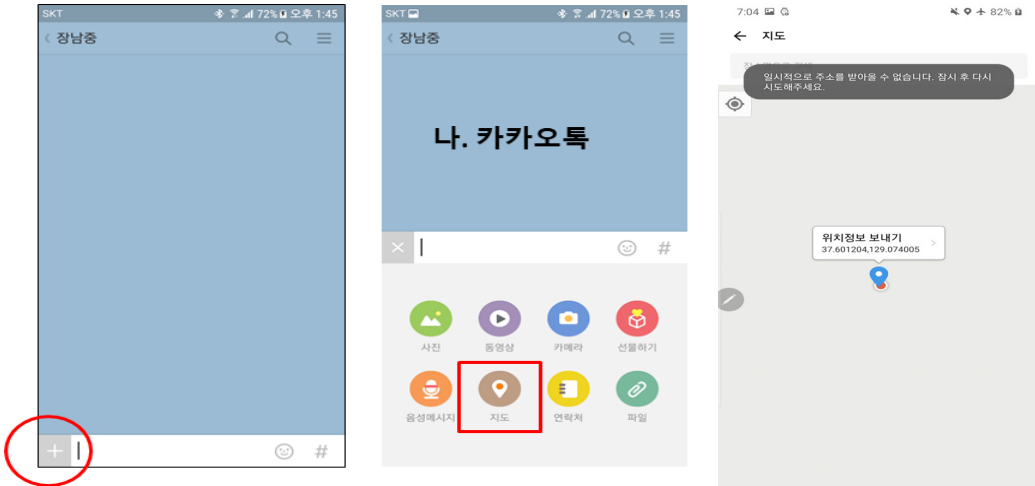 SKT 72% 오후 1:45
장남중
#
SKT 72% 오후 1:45
장남중
나. 카카오톡
#
사진 동영상 카메라 선물하기
음성메시지 지도 연락처 파일
7:04 82%
지도
일시적으로 주소를 받아올 수 없습니다. 잠시 후 다시
시도해주세요.
위치정보 보내기
37.601204,129.074005